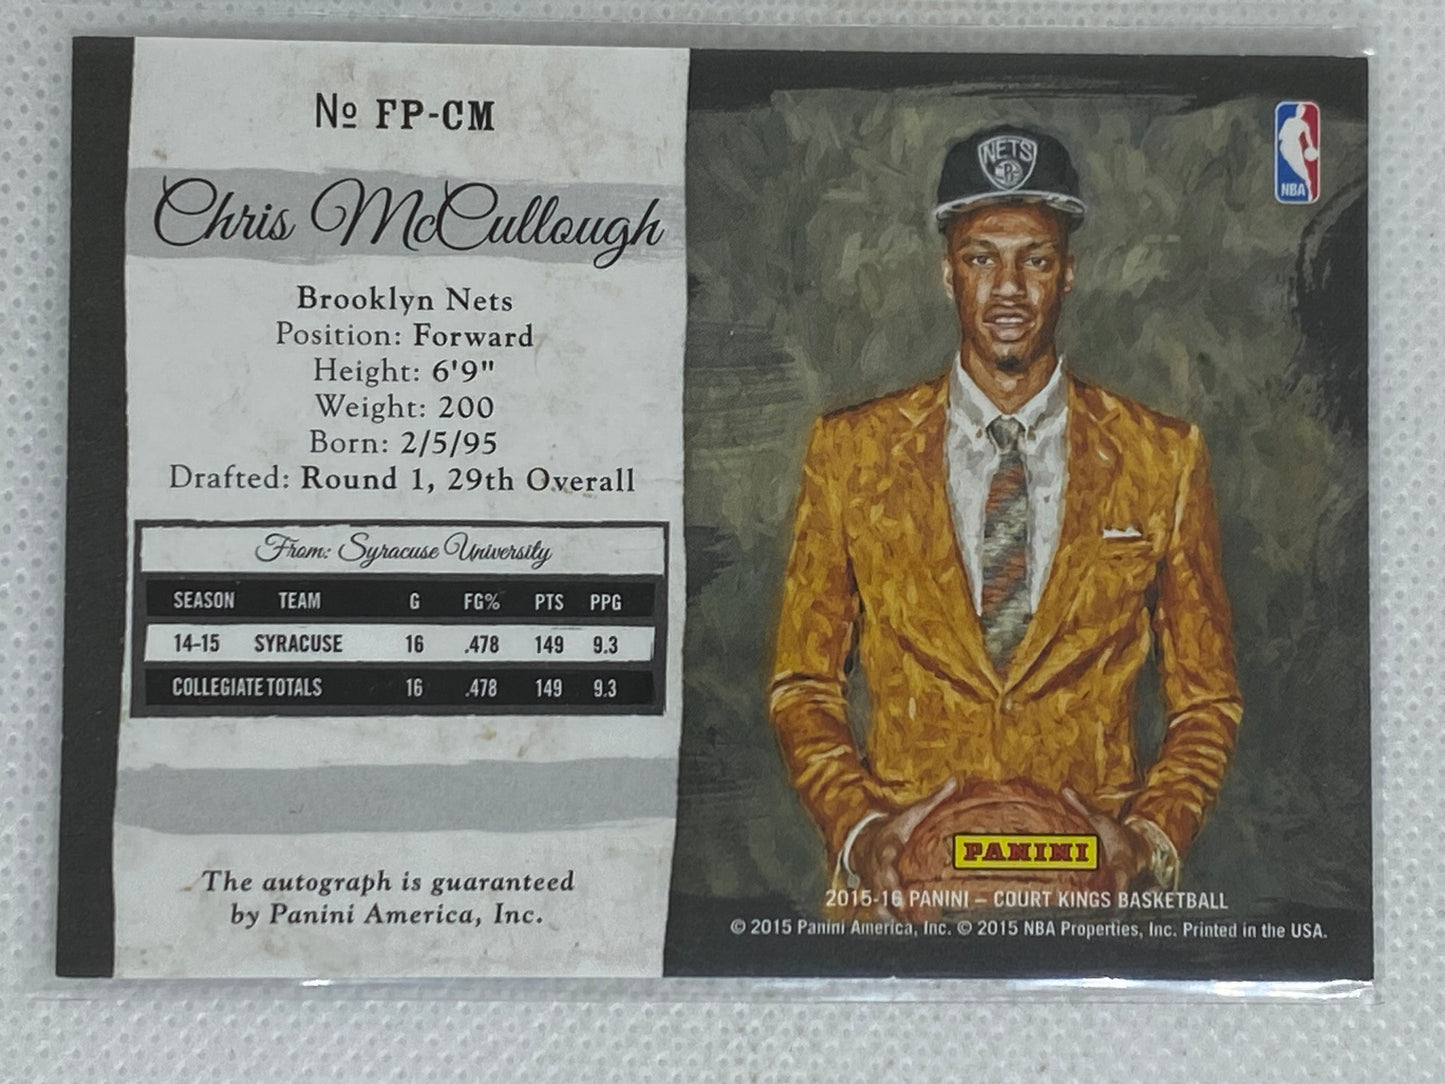 No FP-CM
Chris McCullough
Brooklyn Nets
Position: Forward
Height: 6'9"
Weight: 200
Born: 2/5/95
Drafted: Round 1, 29th Overall
From: Syracuse University
SEASON TEAM G FG% PTS PPG
14-15 SYRACUSE 16 .478 149 9.3
COLLEGIATE TOTALS 16 .478 149 9.3
The autograph is guaranteed
by Panini America, Inc.
NETS
NBA
PANINI
2015-16 PANINI – COURT KINGS BASKETBALL
© 2015 Panini America, Inc. © 2015 NBA Properties, Inc. Printed in the USA.